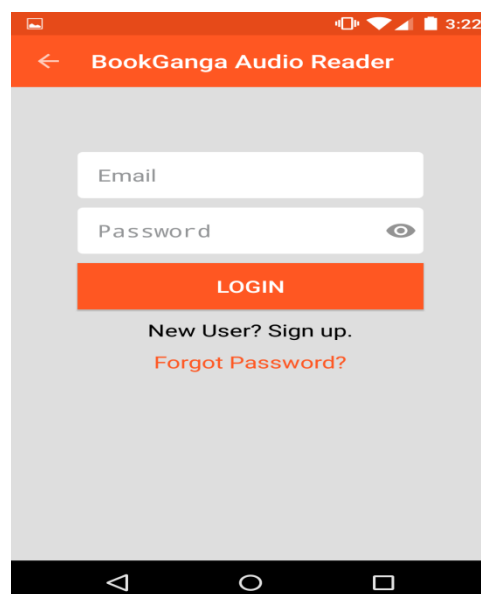 3:22
BookGanga Audio Reader
Email
Password
LOGIN
New User? Sign up.
Forgot Password?